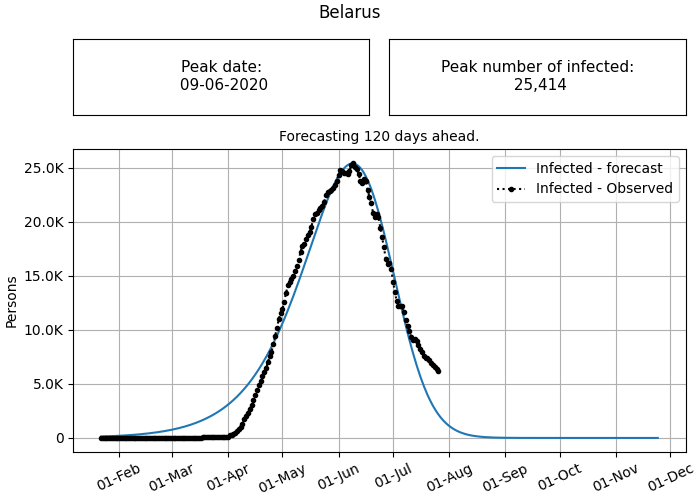 Belarus
Peak date:
09-06-2020
Peak number of infected:
25,414
Forecasting 120 days ahead.
Infected - forecast
Infected - Observed
Persons
25.0K
20.0K
15.0K
10.0K
5.0K
0
01-Feb
01-Mar
01-Apr
01-May
01-Jun
01-Jul
01-Aug
01-Sep
01-Oct
01-Nov
01-Dec